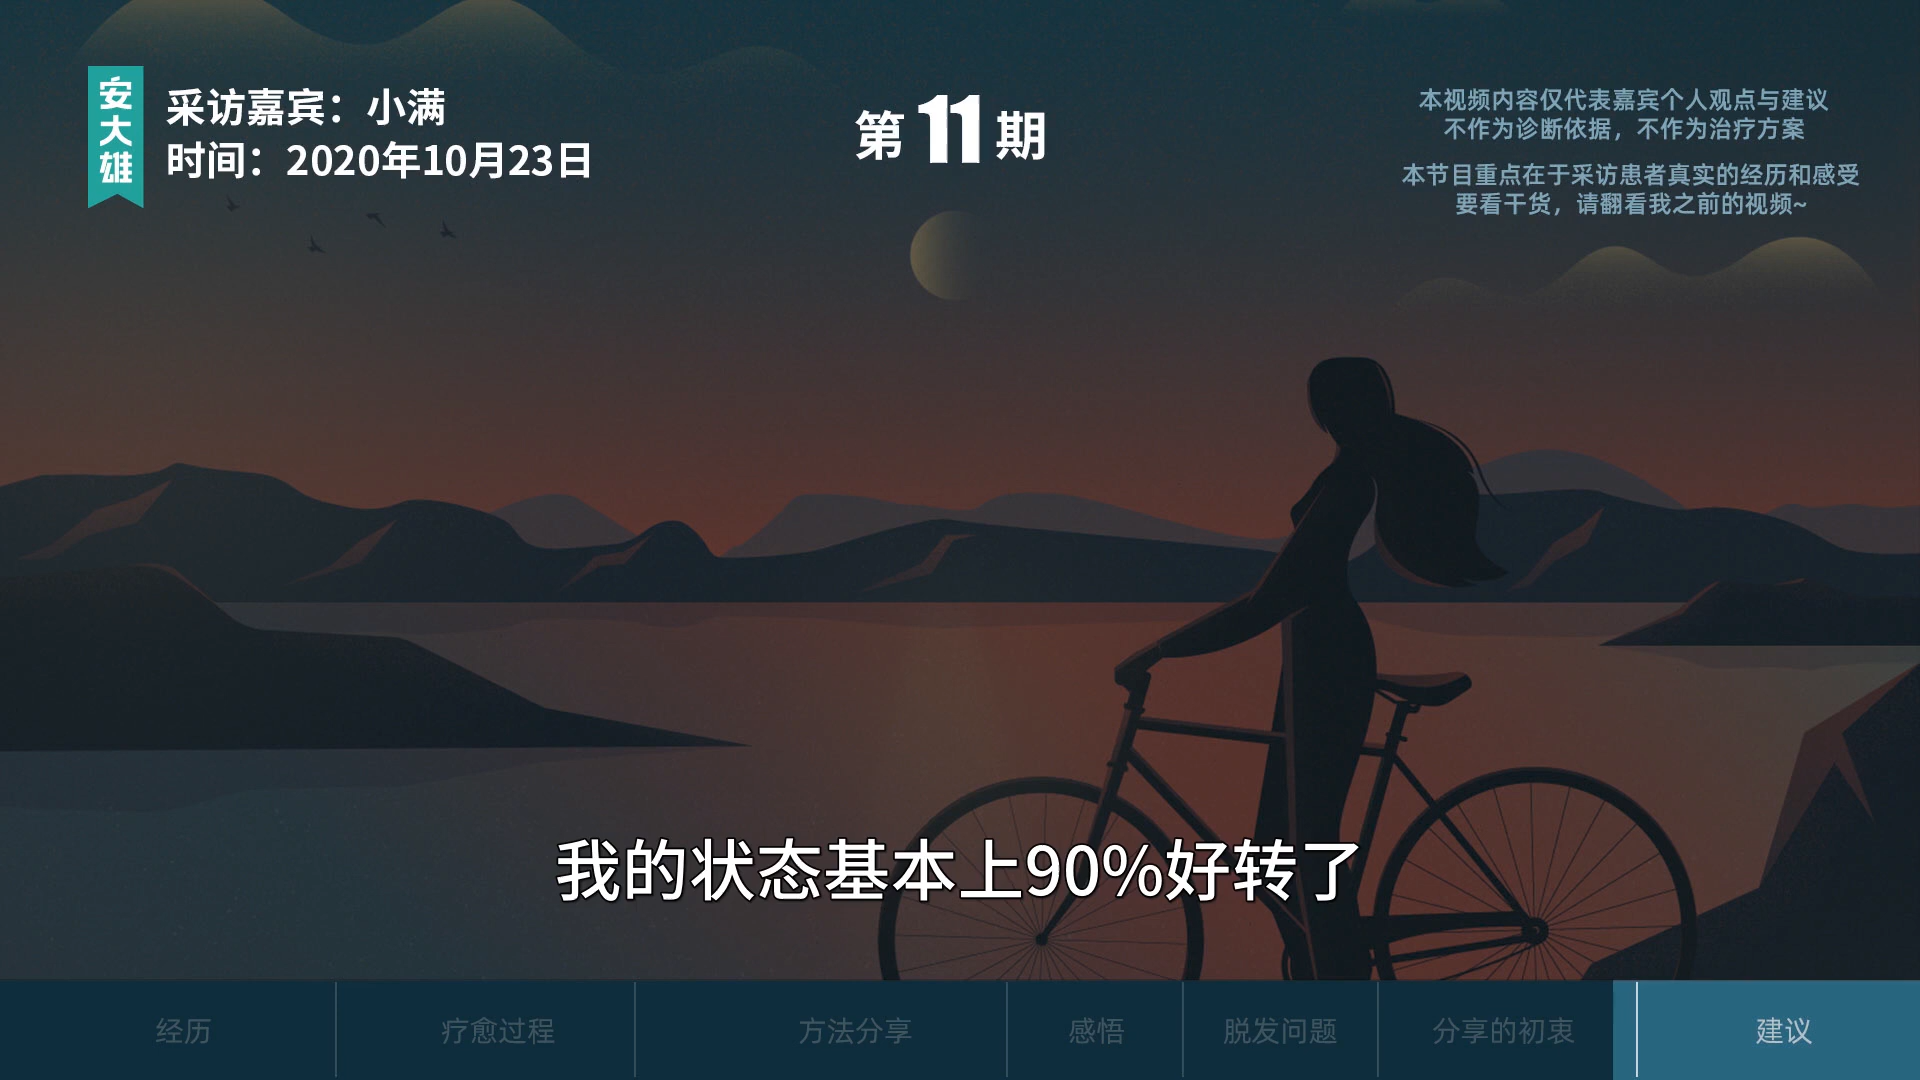 安大雄
采访嘉宾：小满
时间：2020年10月23日
第11期
本视频内容仅代表嘉宾个人观点与建议
不作为诊断依据，不作为治疗方案
本节目重点在于采访患者真实的经历和感受
要看干货，请翻看我之前的视频~
我的状态基本上90%好转了
经历
疗愈过程
方法分享
感悟
脱发问题
分享的初衷
建议